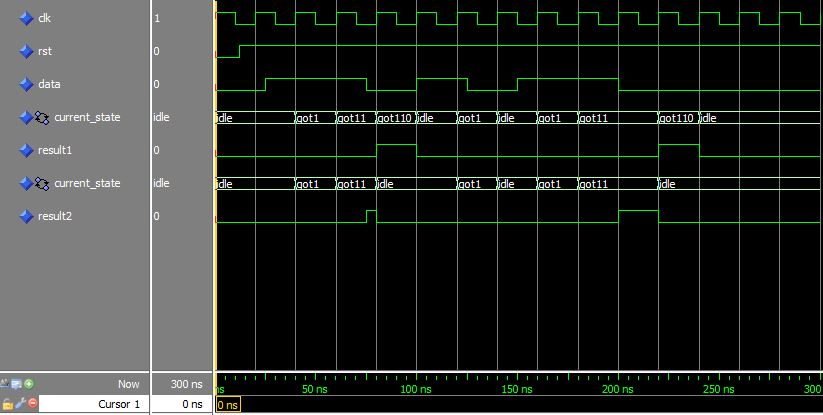 clk 1
rst 0
data 0
current_state idle idle got1 got11 got110 idle got1 idle got1 got11 got110 idle
result1 0
current_state idle idle got1 got11 idle got1 idle got1 got11 idle
result2 0
Now 300 ns ns 50 ns 100 ns 150 ns 200 ns 250 ns
Cursor 1 0 ns 0 ns